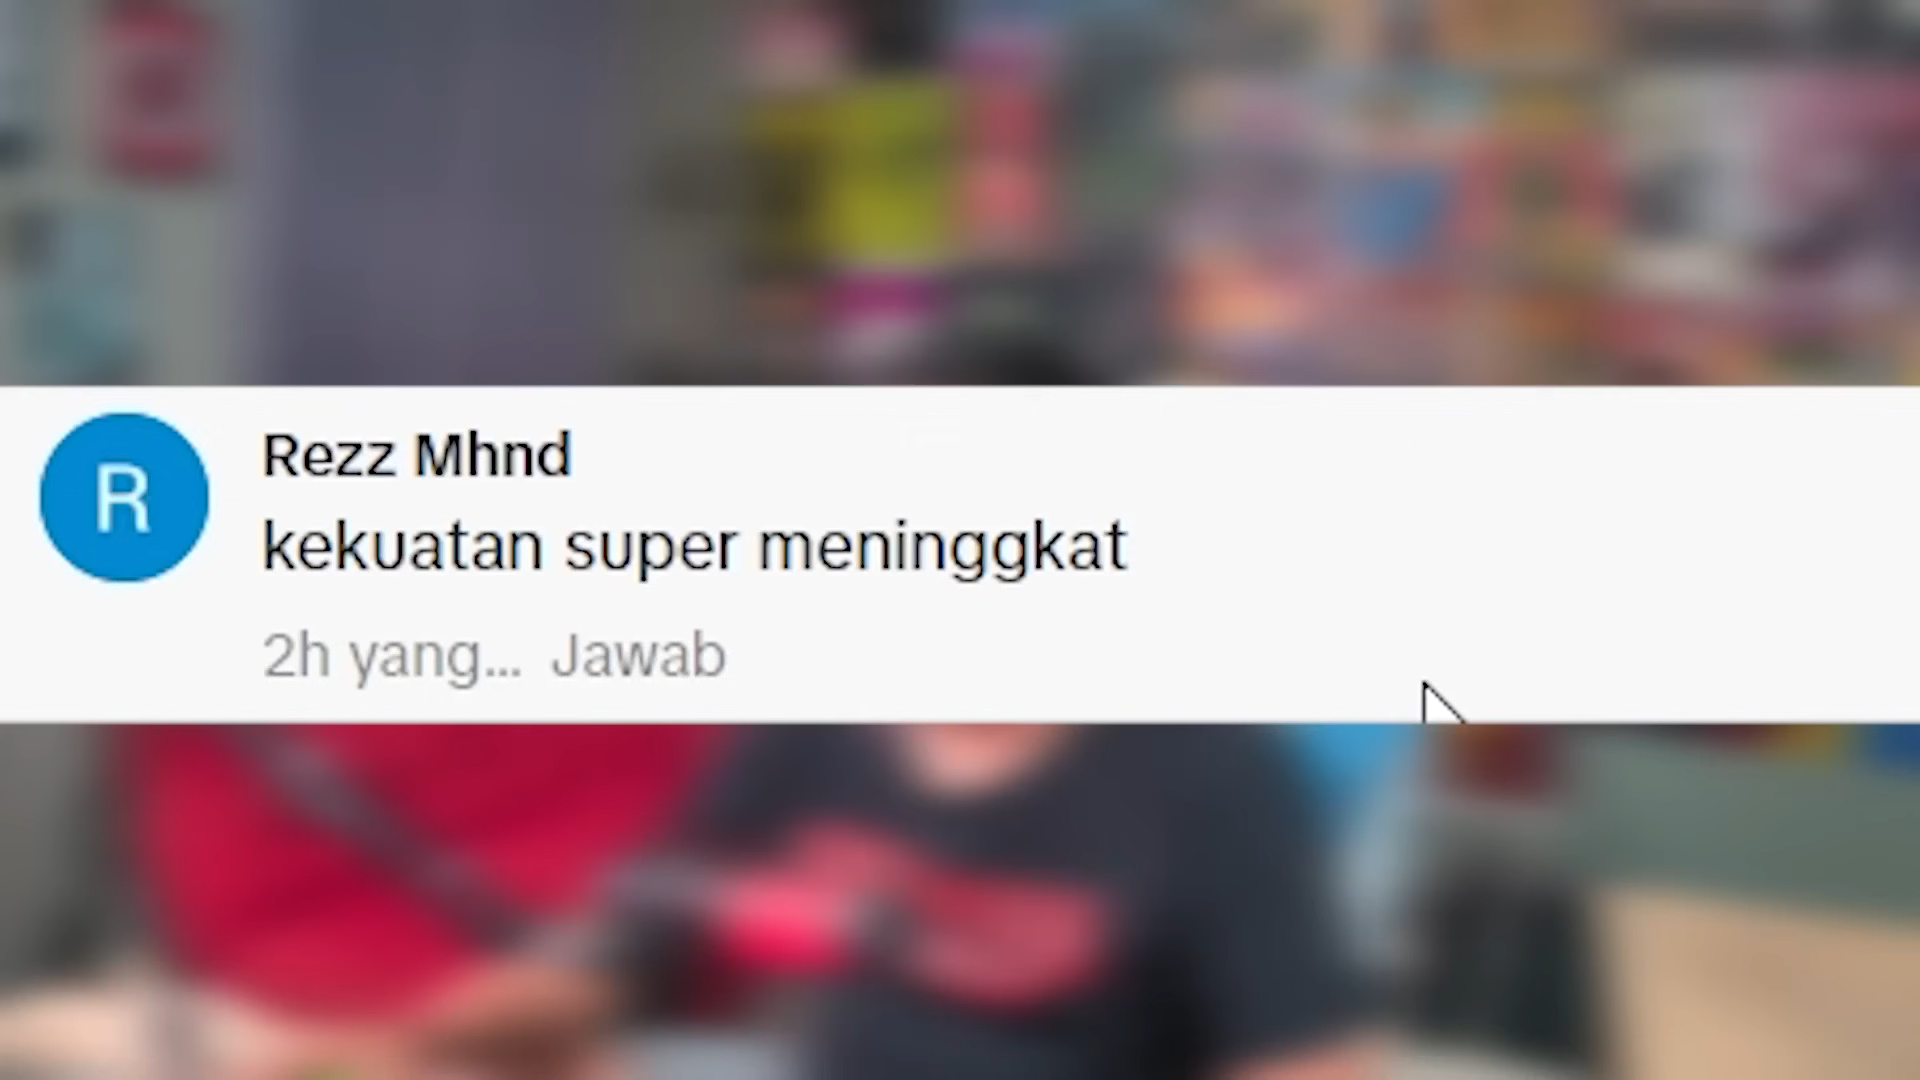 R
Rezz Mhnd
kekuatan super meninggkat
2h yang... Jawab